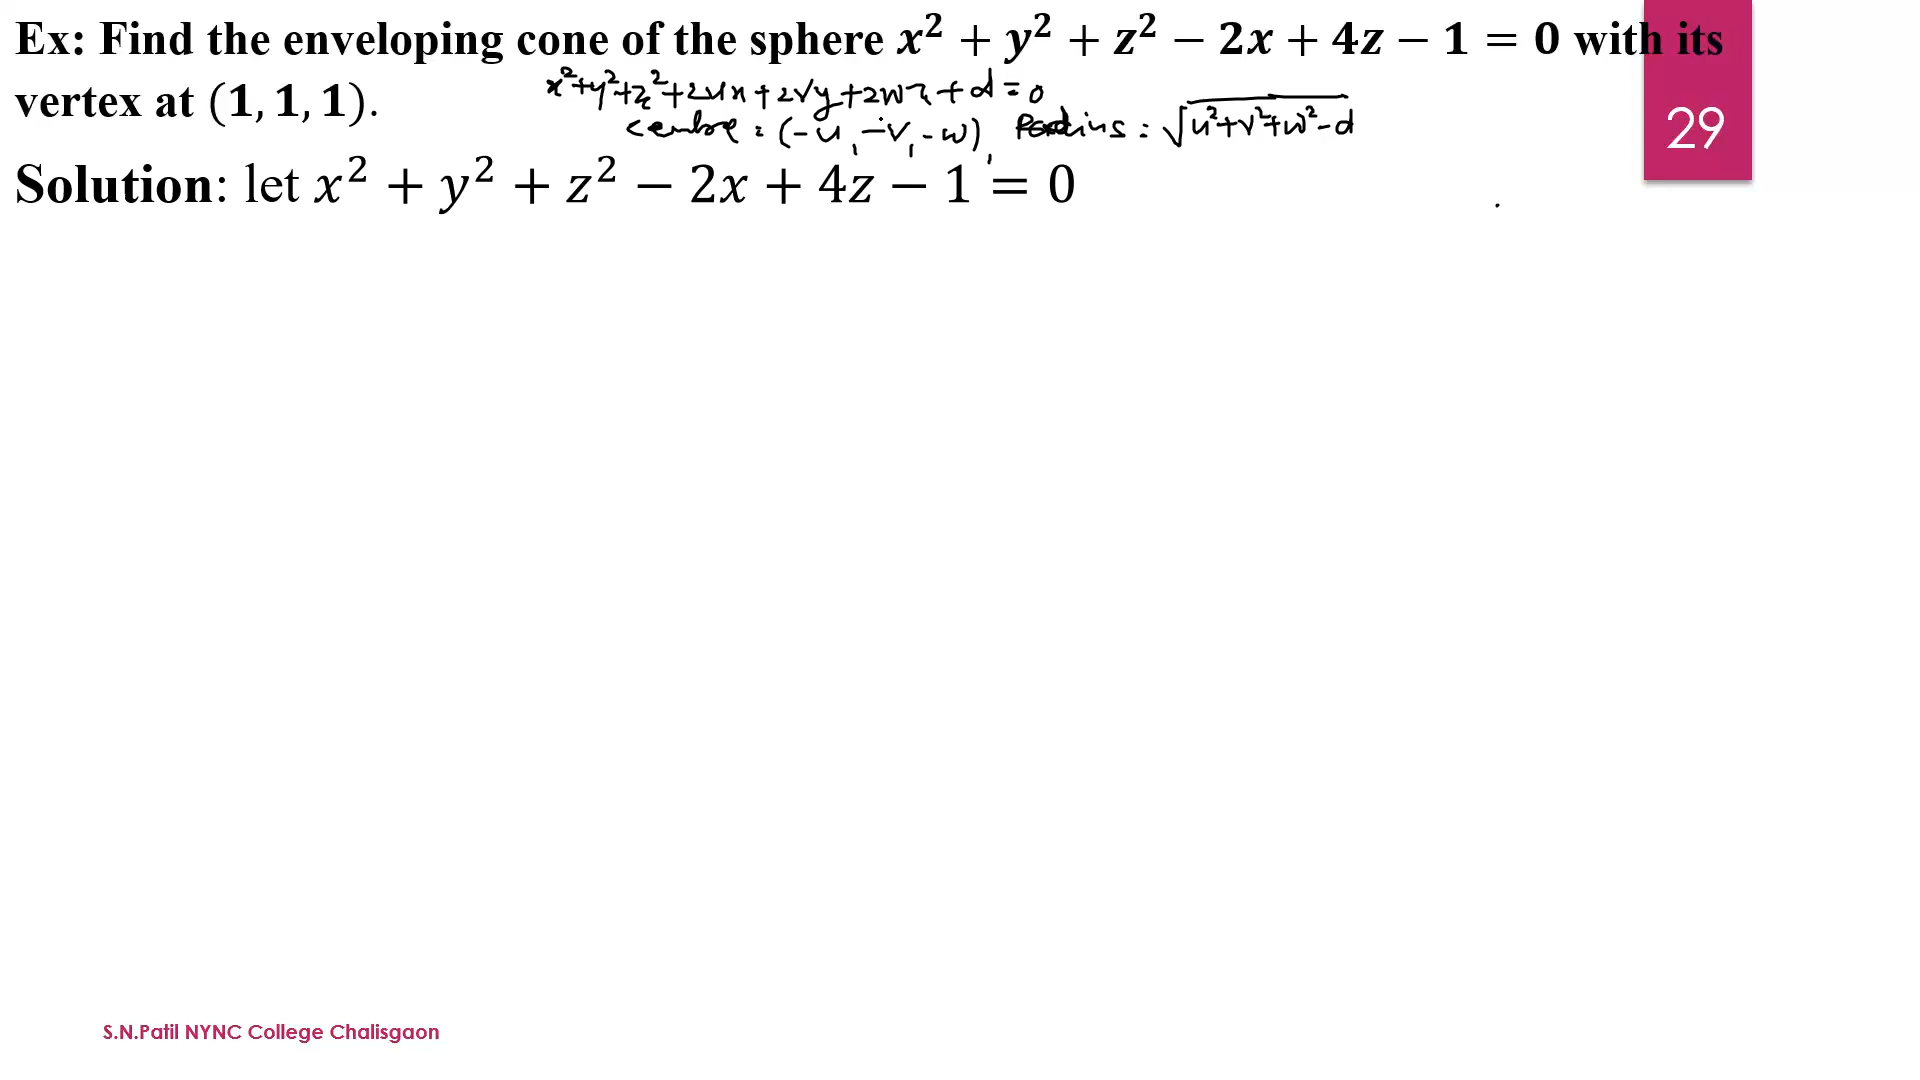 Ex: Find the enveloping cone of the sphere x² + y² + z² − 2x + 4z − 1 = 0 with its
vertex at (1, 1, 1).
x²+y²+z²+2ux+2vy+2wz+d=0
centre = (-u, -v, -w), Radius = √u²+v²+w²-d
29
Solution: let x² + y² + z² − 2x + 4z − 1 = 0
S.N.Patil NYNC College Chalisgaon